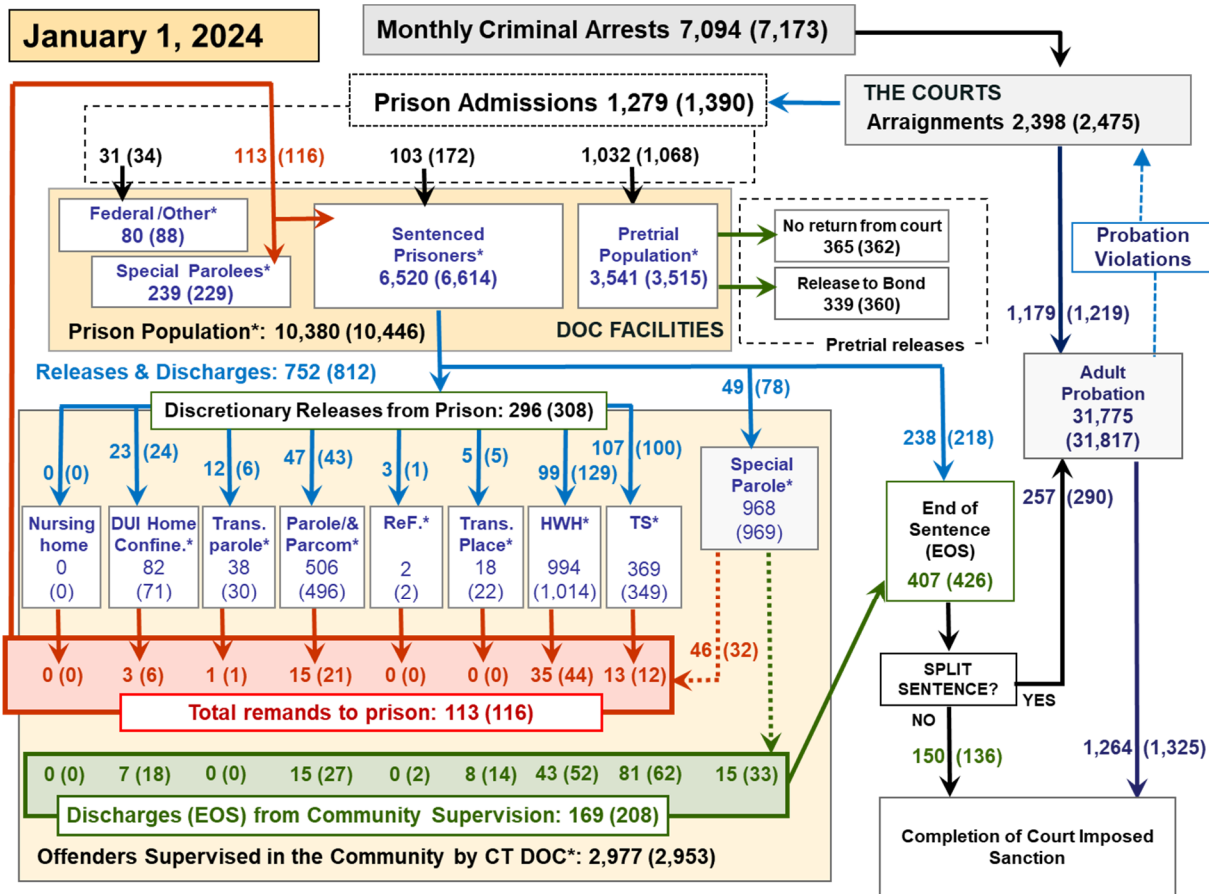 January 1, 2024
Monthly Criminal Arrests 7,094 (7,173)
Prison Admissions 1,279 (1,390)
THE COURTS
Arraignments 2,398 (2,475)
31 (34)
113 (116)
103 (172)
1,032 (1,068)
Federal /Other*
80 (88)
Special Parolees*
239 (229)
Sentenced
Prisoners*
6,520 (6,614)
Pretrial
Population*
3,541 (3,515)
No return from court
365 (362)
Release to Bond
339 (360)
Pretrial releases
Probation
Violations
Prison Population*: 10,380 (10,446)
DOC FACILITIES
1,179 (1,219)
Adult
Probation
31,775
(31,817)
Releases & Discharges: 752 (812)
49 (78)
Discretionary Releases from Prison: 296 (308)
238 (218)
0 (0)
23 (24)
12 (6)
47 (43)
3 (1)
5 (5)
99 (129)
107 (100)
Special
Parole*
968
(969)
257 (290)
Nursing
home
0
(0)
DUI Home
Confine.*
82
(71)
Trans.
parole*
38
(30)
Parole/&
Parcom*
506
(496)
ReF.*
2
(2)
Trans.
Place*
18
(22)
HWH*
994
(1,014)
TS*
369
(349)
End of
Sentence
(EOS)
407 (426)
46 (32)
0 (0)
3 (6)
1 (1)
15 (21)
0 (0)
0 (0)
35 (44)
13 (12)
Total remands to prison: 113 (116)
SPLIT
SENTENCE?
YES
NO
150 (136)
1,264 (1,325)
0 (0)
7 (18)
0 (0)
15 (27)
0 (2)
8 (14)
43 (52)
81 (62)
15 (33)
Discharges (EOS) from Community Supervision: 169 (208)
Offenders Supervised in the Community by CT DOC*: 2,977 (2,953)
Completion of Court Imposed
Sanction